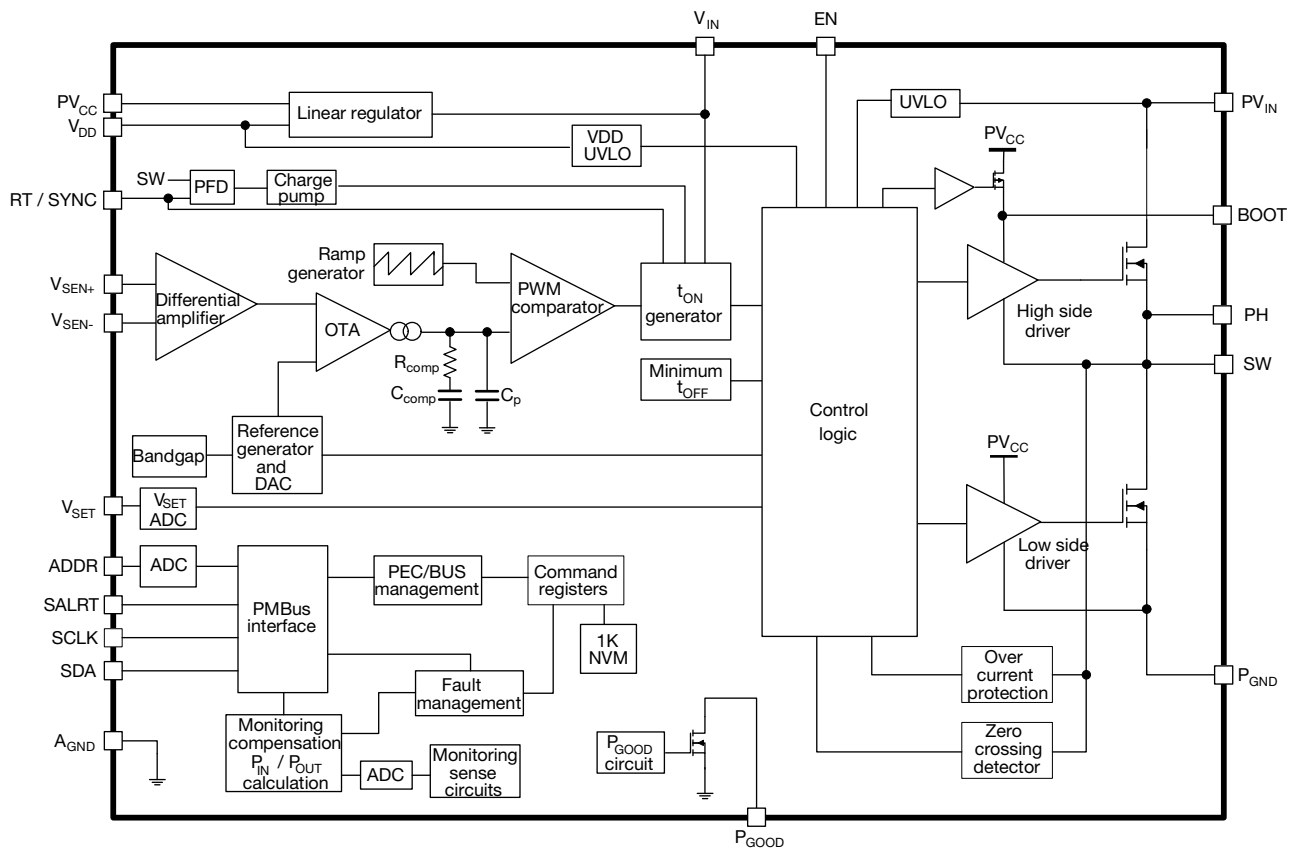 VIN
EN
PVCC
VDD
Linear regulator
VDD
UVLO
UVLO
PVIN
PVCC
RT / SYNC
SW
PFD
Charge
pump
BOOT
VSEN+
VSEN-
Differential
amplifier
Ramp
generator
OTA
PWM
comparator
tON
generator
High side
driver
PH
SW
Rcomp
Ccomp
Cp
Minimum
tOFF
Control
logic
Bandgap
Reference
generator
and
DAC
PVCC
VSET
VSET
ADC
Low side
driver
ADDR
ADC
SALRT
SCLK
SDA
PMBus
interface
PEC/BUS
management
Command
registers
1K
NVM
Fault
management
Over
current
protection
PGND
AGND
Monitoring
compensation
PIN / POUT
calculation
ADC
Monitoring
sense
circuits
PGOOD
circuit
Zero
crossing
detector
PGOOD